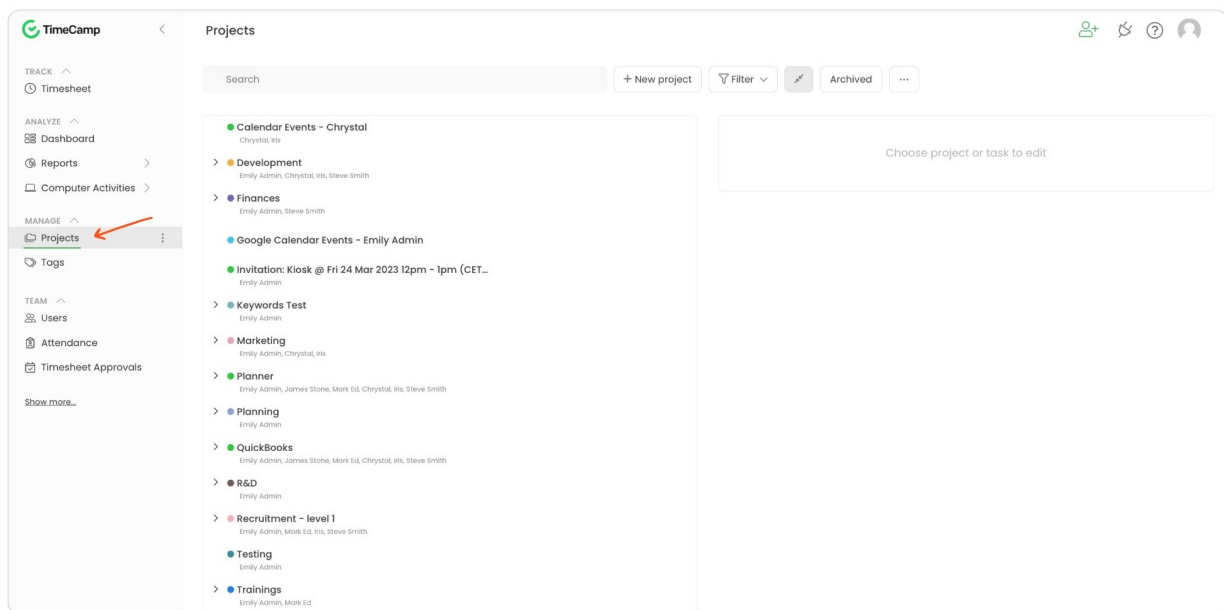 TimeCamp
Projects
TRACK
Timesheet
ANALYZE
Dashboard
Reports
Computer Activities
MANAGE
Projects
Tags
TEAM
Users
Attendance
Timesheet Approvals
Show more...
Search
+ New project
Filter
Archived
...
Calendar Events - Chrystal
Chrystal, Iris
Development
Emily Admin, Chrystal, Iris, Steve Smith
Finances
Emily Admin, Steve Smith
Google Calendar Events - Emily Admin
Invitation: Kiosk @ Fri 24 Mar 2023 12pm - 1pm (CET...
Emily Admin
Keywords Test
Emily Admin
Marketing
Emily Admin, Chrystal, Iris
Planner
Emily Admin, James Stone, Mark Ed, Chrystal, Iris, Steve Smith
Planning
Emily Admin
QuickBooks
Emily Admin, James Stone, Mark Ed, Chrystal, Iris, Steve Smith
R&D
Emily Admin
Recruitment - level 1
Emily Admin, Mark Ed, Iris, Steve Smith
Testing
Emily Admin
Trainings
Emily Admin, Mark Ed
Choose project or task to edit